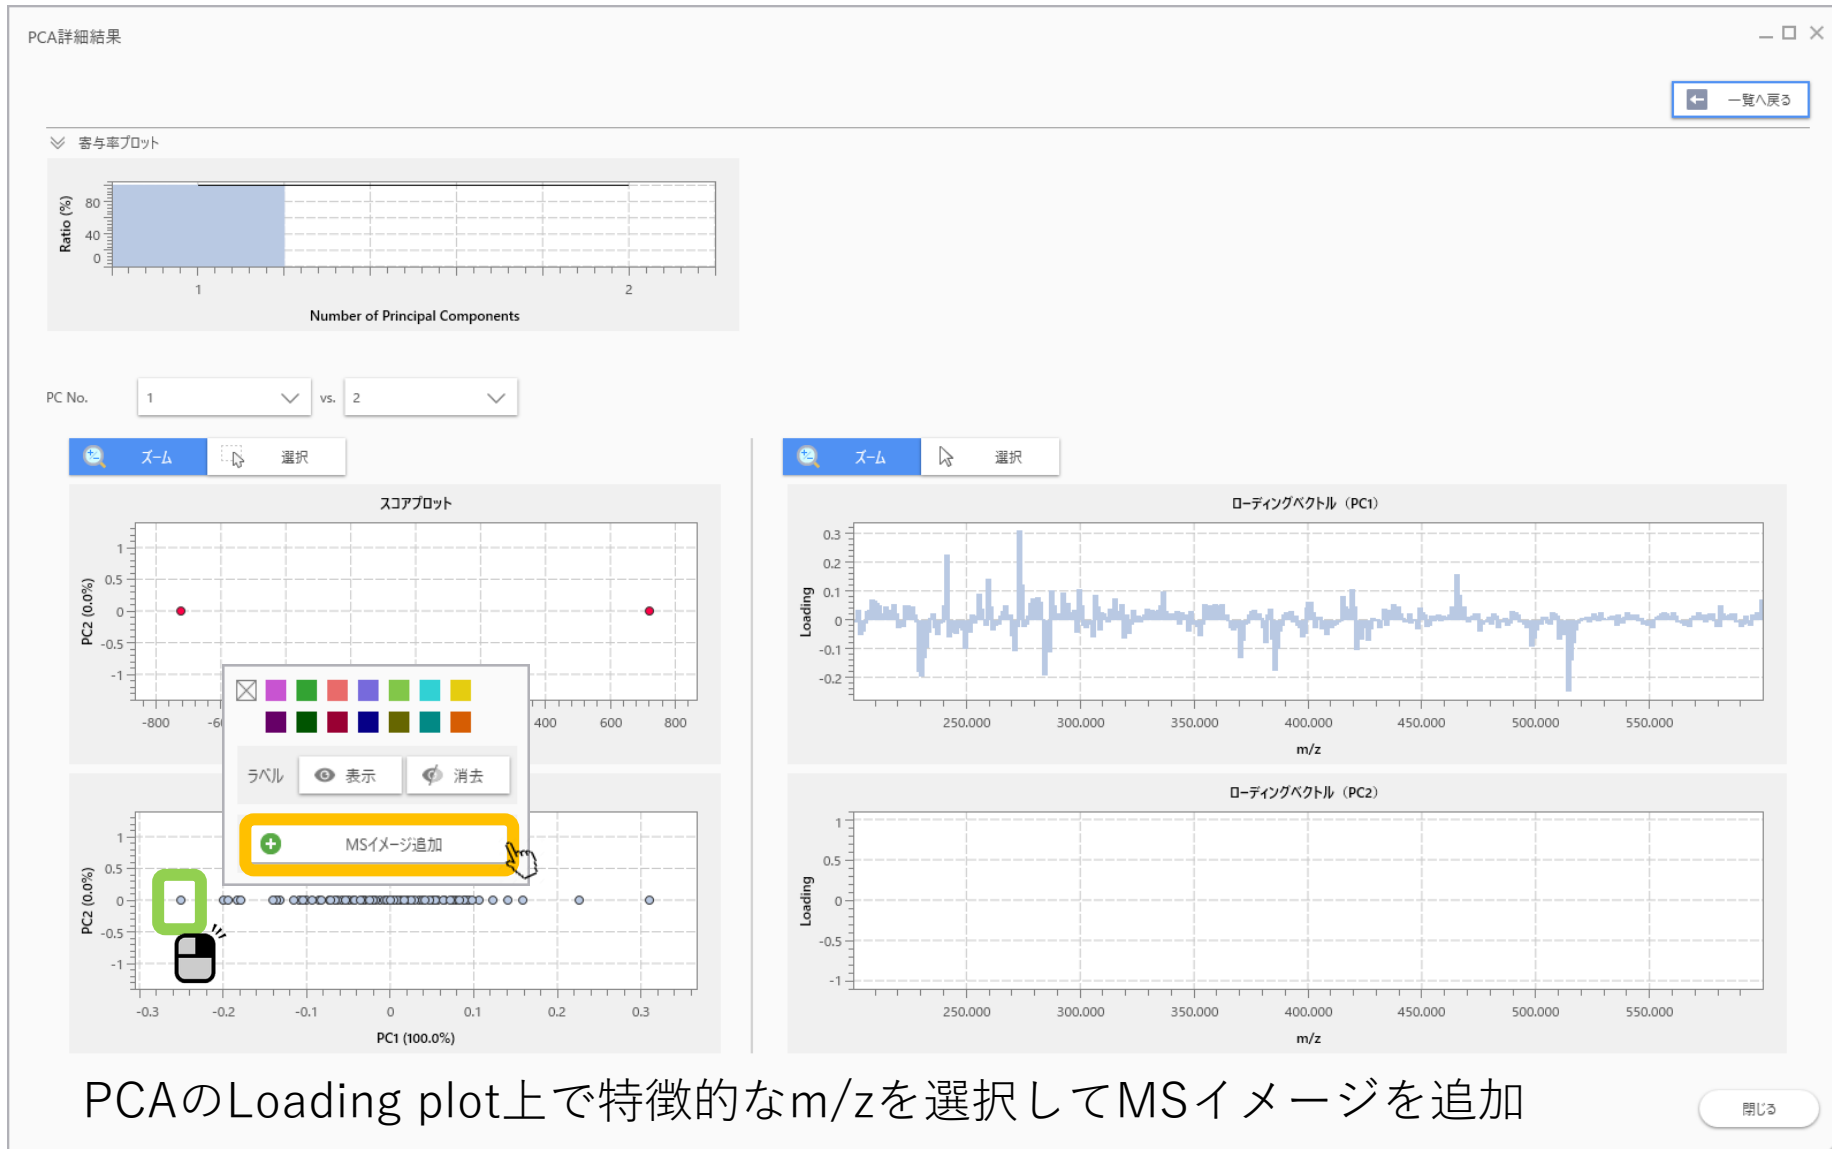 PCA詳細結果
一覧へ戻る
寄与率プロット
Ratio (%)
80
40
0
1
2
Number of Principal Components
PC No.
1
vs.
2
ズーム
選択
ズーム
選択
スコアプロット
PC2 (0.0%)
1
0.5
0
-0.5
-1
-800
400
600
800
ラベル
表示
消去
MSイメージ追加
PC2 (0.0%)
1
0.5
0
-0.5
-1
-0.3
-0.2
-0.1
0
0.1
0.2
0.3
PC1 (100.0%)
ローディングベクトル (PC1)
Loading
0.3
0.2
0.1
0
-0.1
-0.2
250.000
300.000
350.000
400.000
450.000
500.000
550.000
m/z
ローディングベクトル (PC2)
Loading
1
0.5
0
-0.5
-1
250.000
300.000
350.000
400.000
450.000
500.000
550.000
m/z
PCAのLoading plot上で特徴的なm/zを選択してMSイメージを追加
閉じる